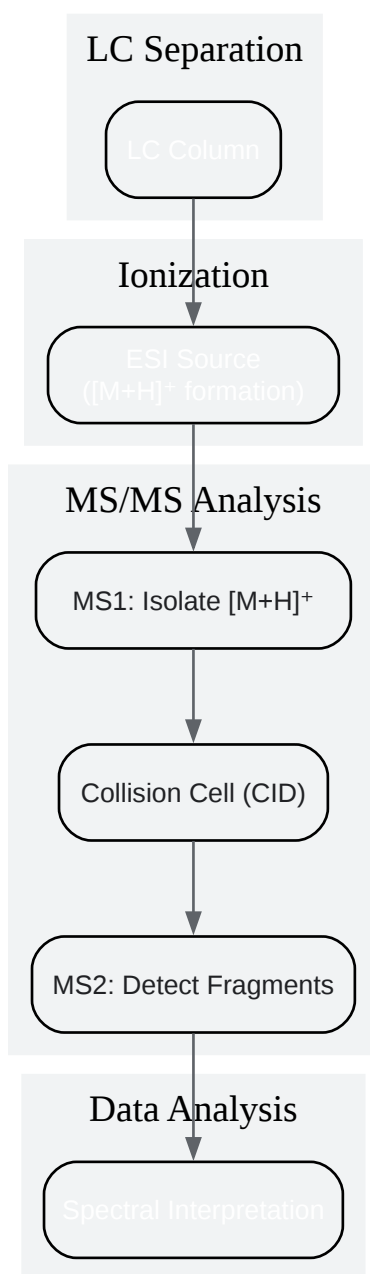 LC Separation
LC Column
Ionization
ESI Source
([M+H]⁺ formation)
MS/MS Analysis
MS1: Isolate [M+H]⁺
Collision Cell (CID)
MS2: Detect Fragments
Data Analysis
Spectral Interpretation